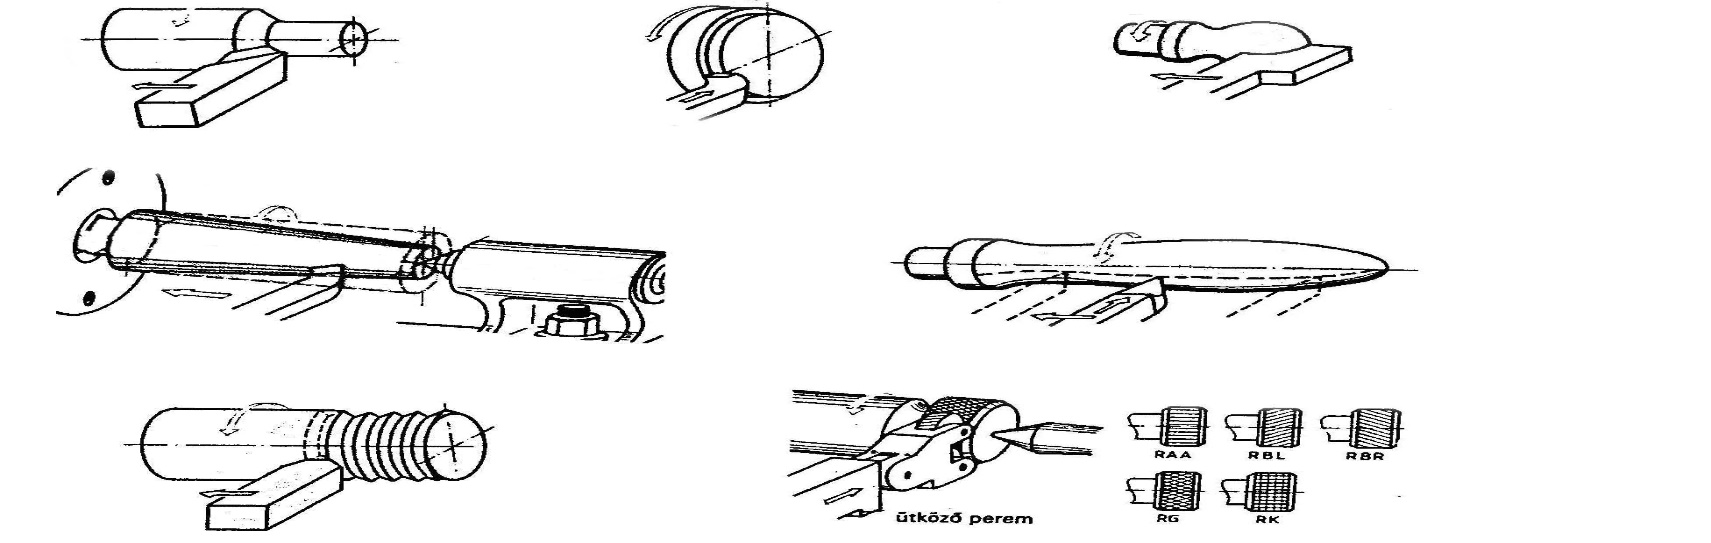 RAA RBL RBR
RG RK
ütköző perem